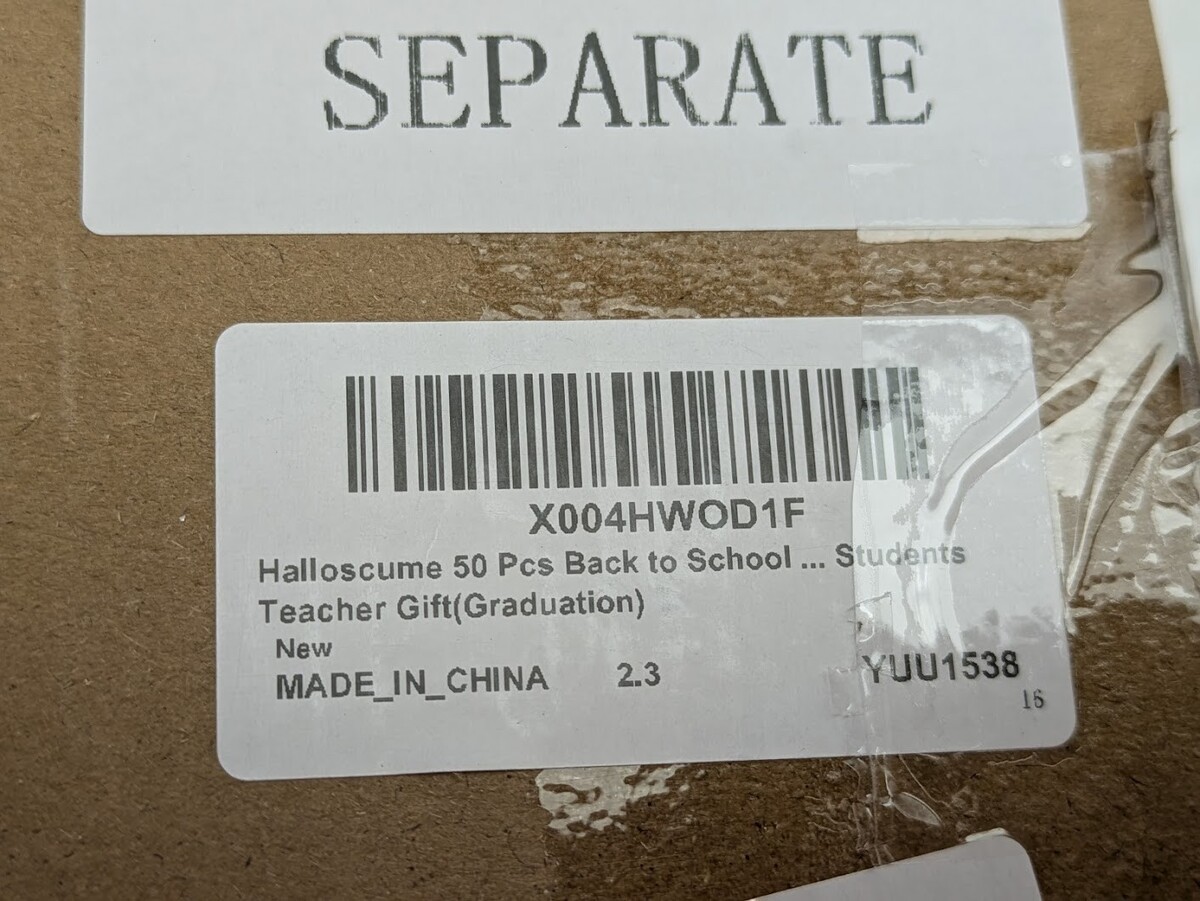 SEPARATE
X004HWOD1F
Halloscume 50 Pcs Back to School ... Students
Teacher Gift(Graduation)
New
MADE_IN_CHINA 2.3 YUU1538
16